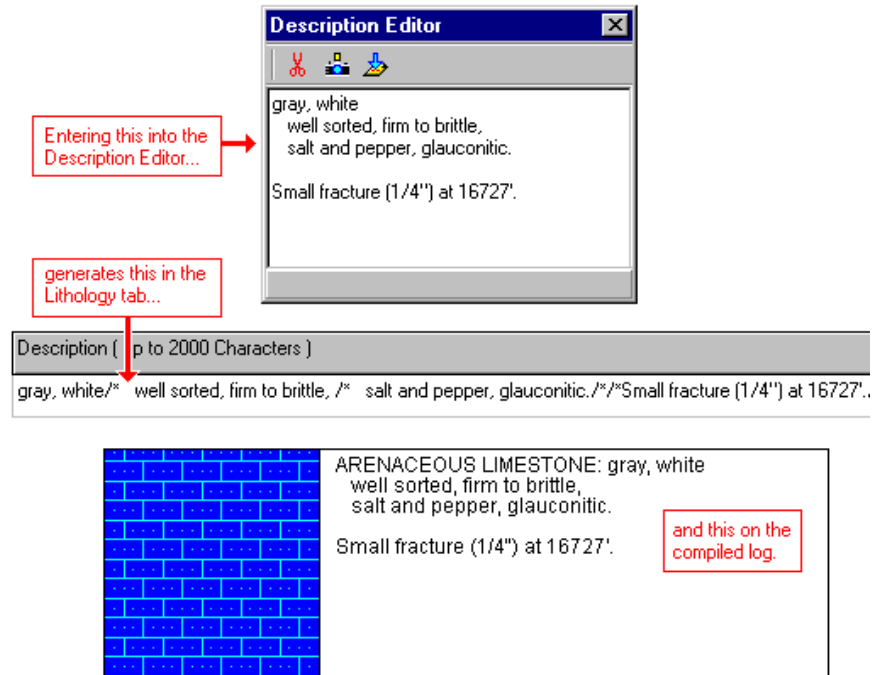 Description Editor
gray, white
well sorted, firm to brittle,
salt and pepper, glauconitic.
Small fracture (1/4") at 16727'.
Entering this into the
Description Editor...
generates this in the
Lithology tab...
Description ( p to 2000 Characters )
gray, white/* well sorted, firm to brittle, /* salt and pepper, glauconitic./*/*Small fracture (1/4") at 16727'.
ARENACEOUS LIMESTONE: gray, white
well sorted, firm to brittle,
salt and pepper, glauconitic.
Small fracture (1/4") at 16727'.
and this on the
compiled log.